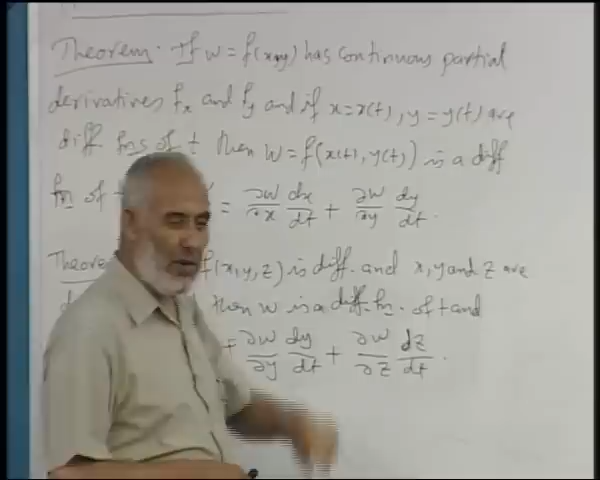 Theorem. If w = f(x,y) has continuous partial
derivatives fx and fy and if x = x(t), y = y(t) are
diff fns of t then w = f(x(t), y(t)) is a diff
fn of = ∂w/∂x dx/dt + ∂w/∂y dy/dt.
Theore f(x,y,z) is diff. and x, y and z are
then w is a diff. fn. of t and
+ ∂w/∂y dy/dt + ∂w/∂z dz/dt.